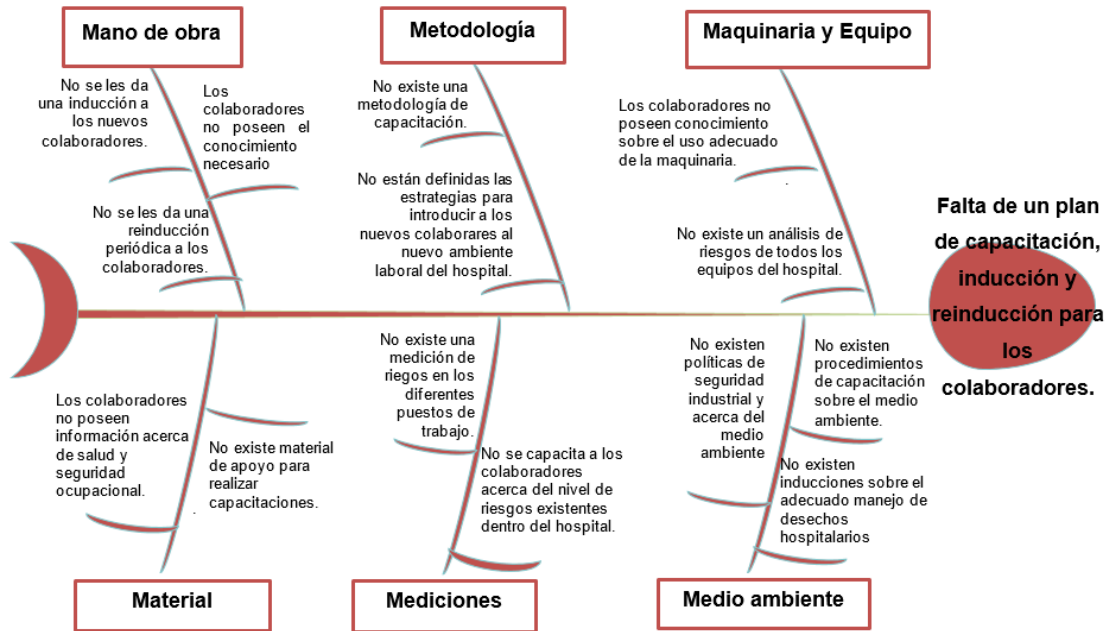 Mano de obra
Metodología
Maquinaria y Equipo
No se les da
una inducción a
los nuevos
colaboradores.
Los
colaboradores
no poseen el
conocimiento
necesario
No se les da una
reinducción
periódica a los
colaboradores.
No existe una
metodología de
capacitación.
No están definidas las
estrategias para
introducir a los
nuevos colaborares al
nuevo ambiente
laboral del hospital.
Los colaboradores no
poseen conocimiento
sobre el uso adecuado
de la maquinaria.
.
No existe un análisis de
riesgos de todos los
equipos del hospital.
Falta de un plan
de capacitación,
inducción y
reinducción para
los
colaboradores.
Los colaboradores
no poseen
información acerca
de salud y
seguridad
ocupacional.
.
No existe material
de apoyo para
realizar
capacitaciones.
No existe una
medición de
riegos en los
diferentes
puestos de
trabajo.
No se capacita a los
colaboradores
acerca del nivel de
riesgos existentes
dentro del hospital.
No existen
políticas de
seguridad
industrial y
acerca del
medio
ambiente
No existen
procedimientos
de capacitación
sobre el medio
ambiente.
No existen
inducciones sobre el
adecuado manejo de
desechos
hospitalarios
Material
Mediciones
Medio ambiente